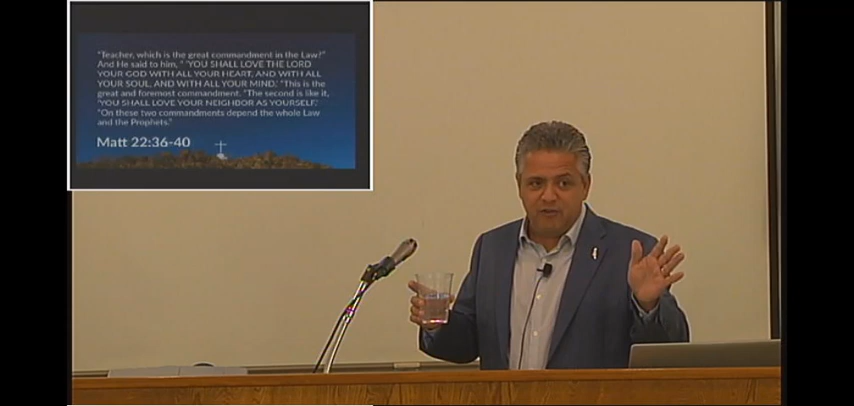 "Teacher, which is the great commandment in the Law?"
And He said to him, " 'YOU SHALL LOVE THE LORD
YOUR GOD WITH ALL YOUR HEART, AND WITH ALL
YOUR SOUL, AND WITH ALL YOUR MIND.' "This is the
great and foremost commandment. "The second is like it,
'YOU SHALL LOVE YOUR NEIGHBOR AS YOURSELF.'
"On these two commandments depend the whole Law
and the Prophets."
Matt 22:36-40